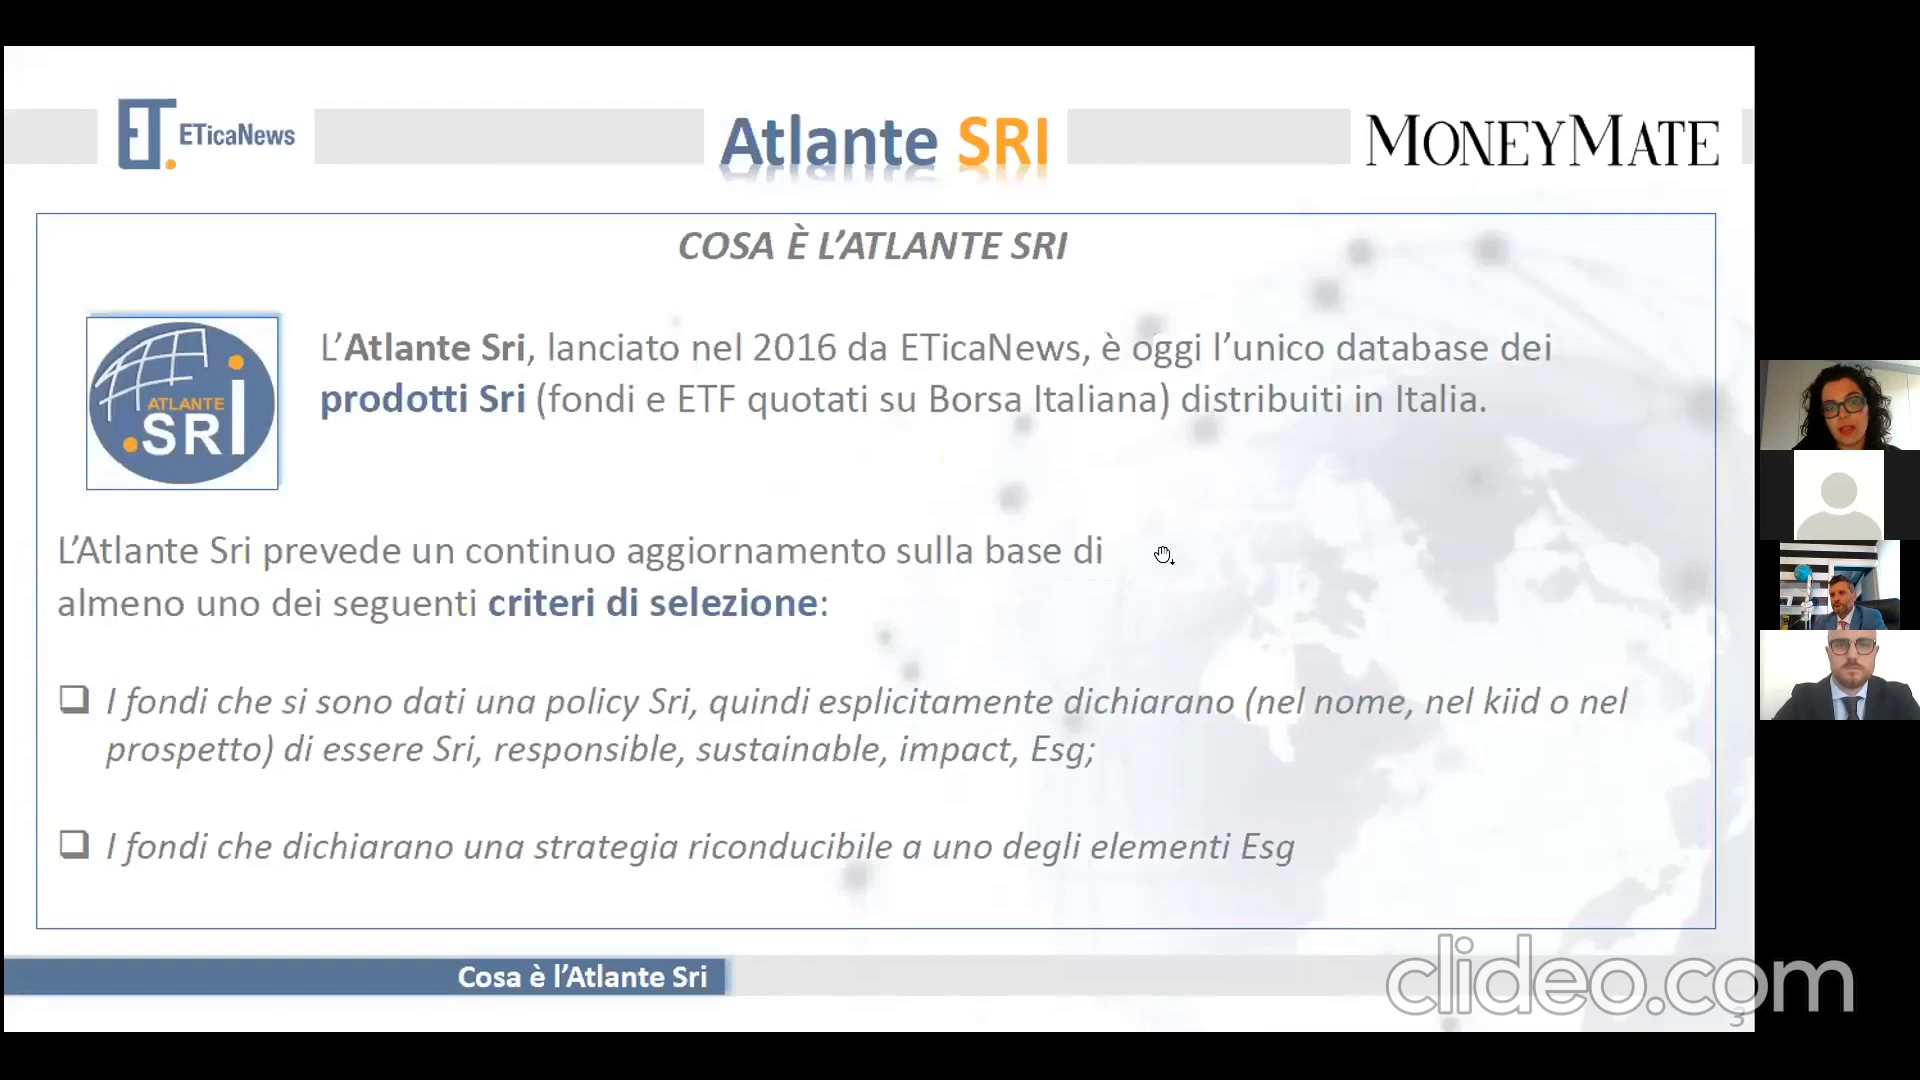 ET.
ETicaNews
Atlante SRI
MONEYMATE
COSA È L'ATLANTE SRI
ATLANTE
.SRI
L'Atlante Sri, lanciato nel 2016 da ETicaNews, è oggi l'unico database dei
prodotti Sri (fondi e ETF quotati su Borsa Italiana) distribuiti in Italia.
L'Atlante Sri prevede un continuo aggiornamento sulla base di
almeno uno dei seguenti criteri di selezione:
❑ I fondi che si sono dati una policy Sri, quindi esplicitamente dichiarano (nel nome, nel kiid o nel
prospetto) di essere Sri, responsible, sustainable, impact, Esg;
❑ I fondi che dichiarano una strategia riconducibile a uno degli elementi Esg
Cosa è l'Atlante Sri
clideo.com
3